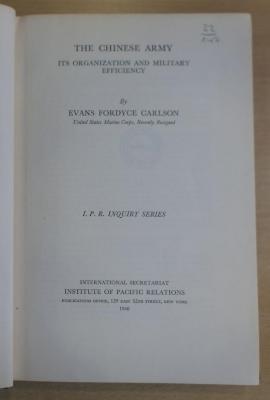 THE CHINESE ARMY
ITS ORGANIZATION AND MILITARY
EFFICIENCY
By
EVANS FORDYCE CARLSON
United States Marine Corps, Recently Resigned
I. P. R. INQUIRY SERIES
INTERNATIONAL SECRETARIAT
INSTITUTE OF PACIFIC RELATIONS
PUBLICATIONS OFFICE, 129 EAST 52ND STREET, NEW YORK
1940